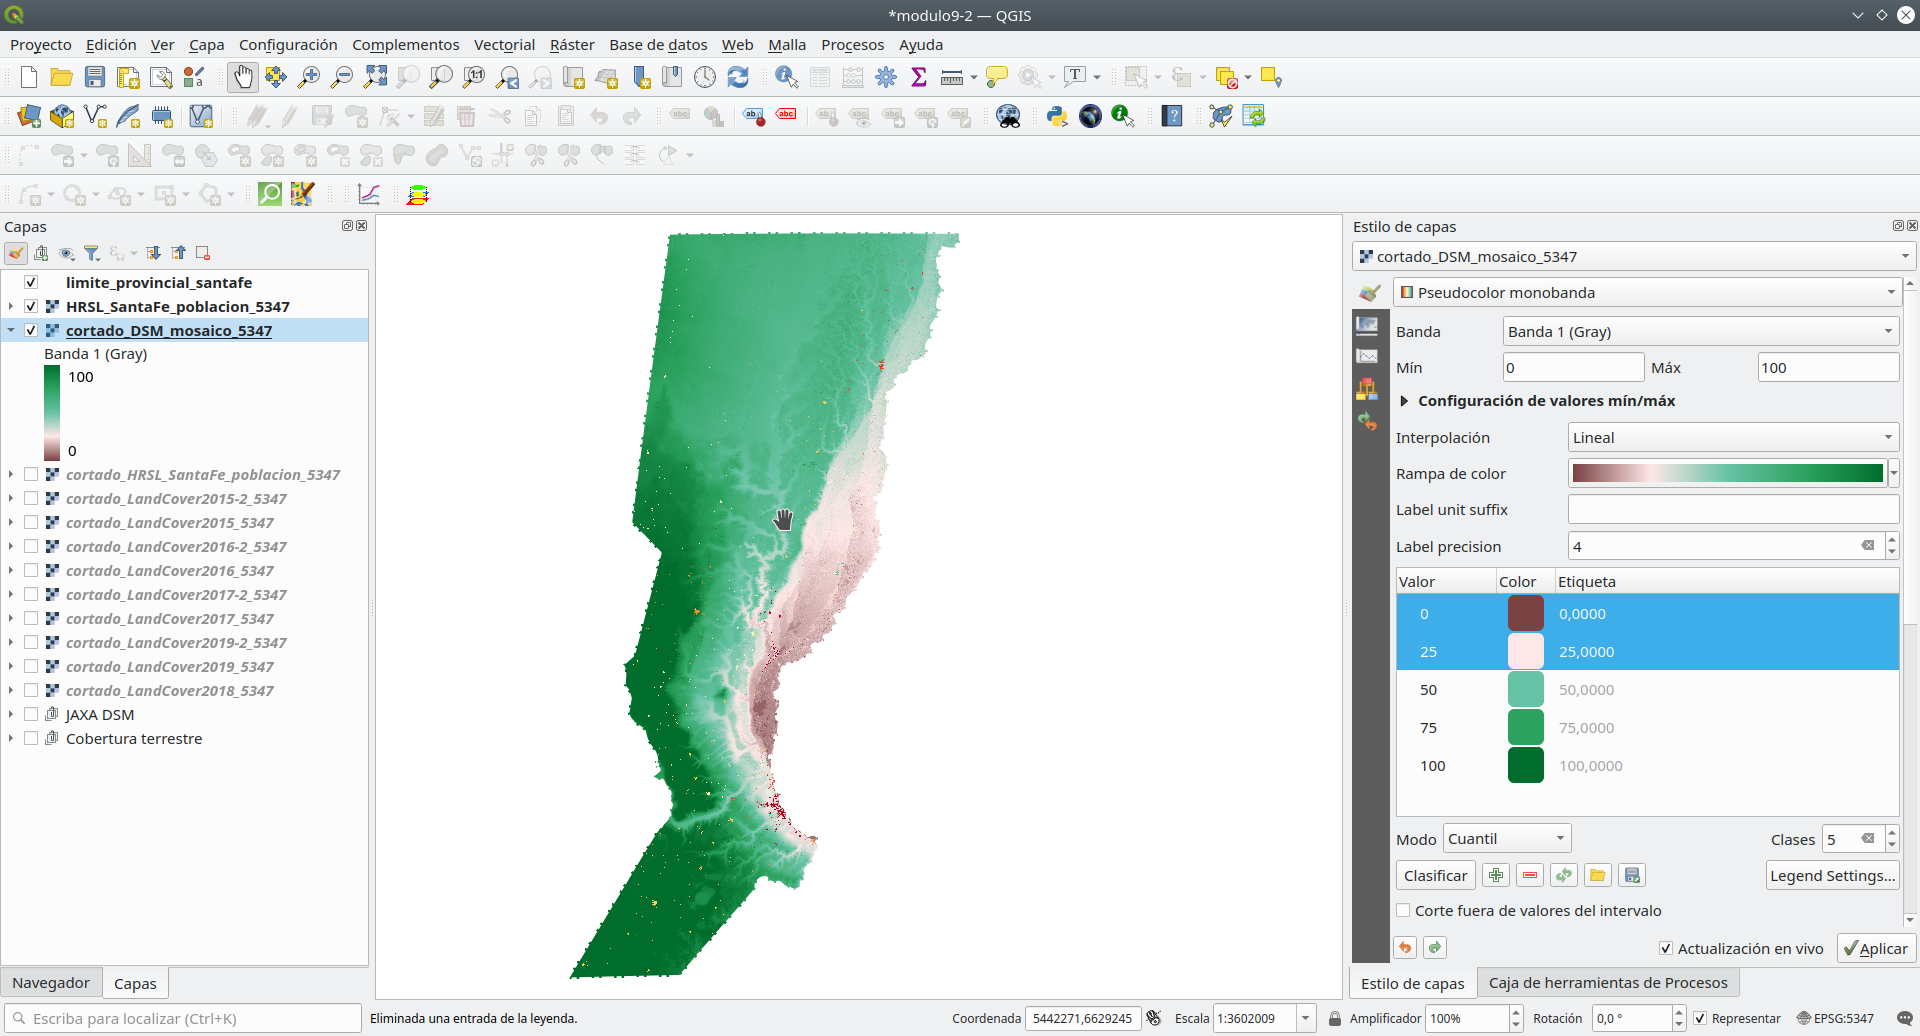 *modulo9-2 — QGIS
Proyecto Edición Ver Capa Configuración Complementos Vectorial Ráster Base de datos Web Malla Procesos Ayuda
Capas
limite_provincial_santafe
HRSL_SantaFe_poblacion_5347
cortado_DSM_mosaico_5347
Banda 1 (Gray)
100
0
cortado_HRSL_SantaFe_poblacion_5347
cortado_LandCover2015-2_5347
cortado_LandCover2015_5347
cortado_LandCover2016-2_5347
cortado_LandCover2016_5347
cortado_LandCover2017-2_5347
cortado_LandCover2017_5347
cortado_LandCover2019-2_5347
cortado_LandCover2019_5347
cortado_LandCover2018_5347
JAXA DSM
Cobertura terrestre
Navegador Capas
Estilo de capas
cortado_DSM_mosaico_5347
Pseudocolor monobanda
Banda Banda 1 (Gray)
Mín 0 Máx 100
Configuración de valores mín/máx
Interpolación Lineal
Rampa de color
Label unit suffix
Label precision 4
Valor Color Etiqueta
0 0,0000
25 25,0000
50 50,0000
75 75,0000
100 100,0000
Modo Cuantil Clases 5
Clasificar Legend Settings...
Corte fuera de valores del intervalo
Actualización en vivo Aplicar
Estilo de capas Caja de herramientas de Procesos
Escriba para localizar (Ctrl+K) Eliminada una entrada de la leyenda. Coordenada 5442271,6629245 Escala 1:3602009 Amplificador 100% Rotación 0,0 ° Representar EPSG:5347